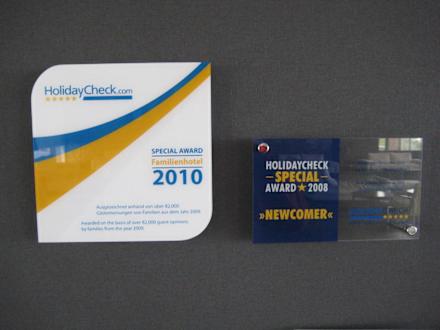 HolidayCheck.com
SPECIAL AWARD
Familienhotel
2010
Ausgezeichnet anhand von über 82.000
Gästemeinungen von Familien aus dem Jahr 2009.
Awarded on the basis of over 82,000 guest opinions
by families from the year 2009.
HOLIDAYCHECK
SPECIAL
AWARD★2008
»NEWCOMER«